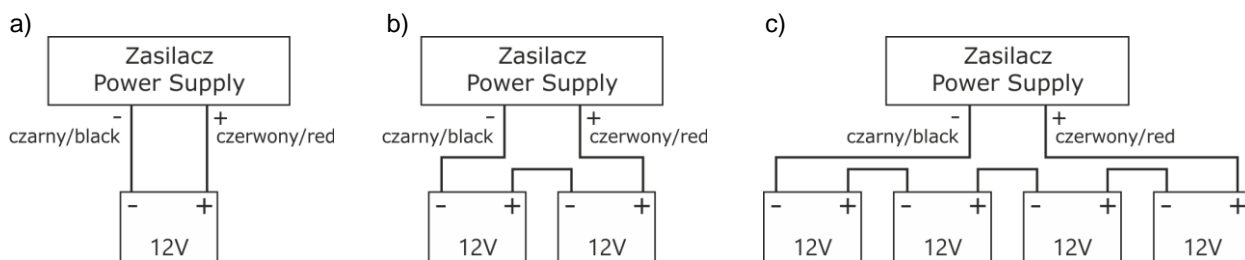 a)
Zasilacz
Power Supply
- +
czarny/black czerwony/red
- +
12V
b)
Zasilacz
Power Supply
- +
czarny/black czerwony/red
- + - +
12V 12V
c)
Zasilacz
Power Supply
- +
czarny/black czerwony/red
- + - + - + - +
12V 12V 12V 12V